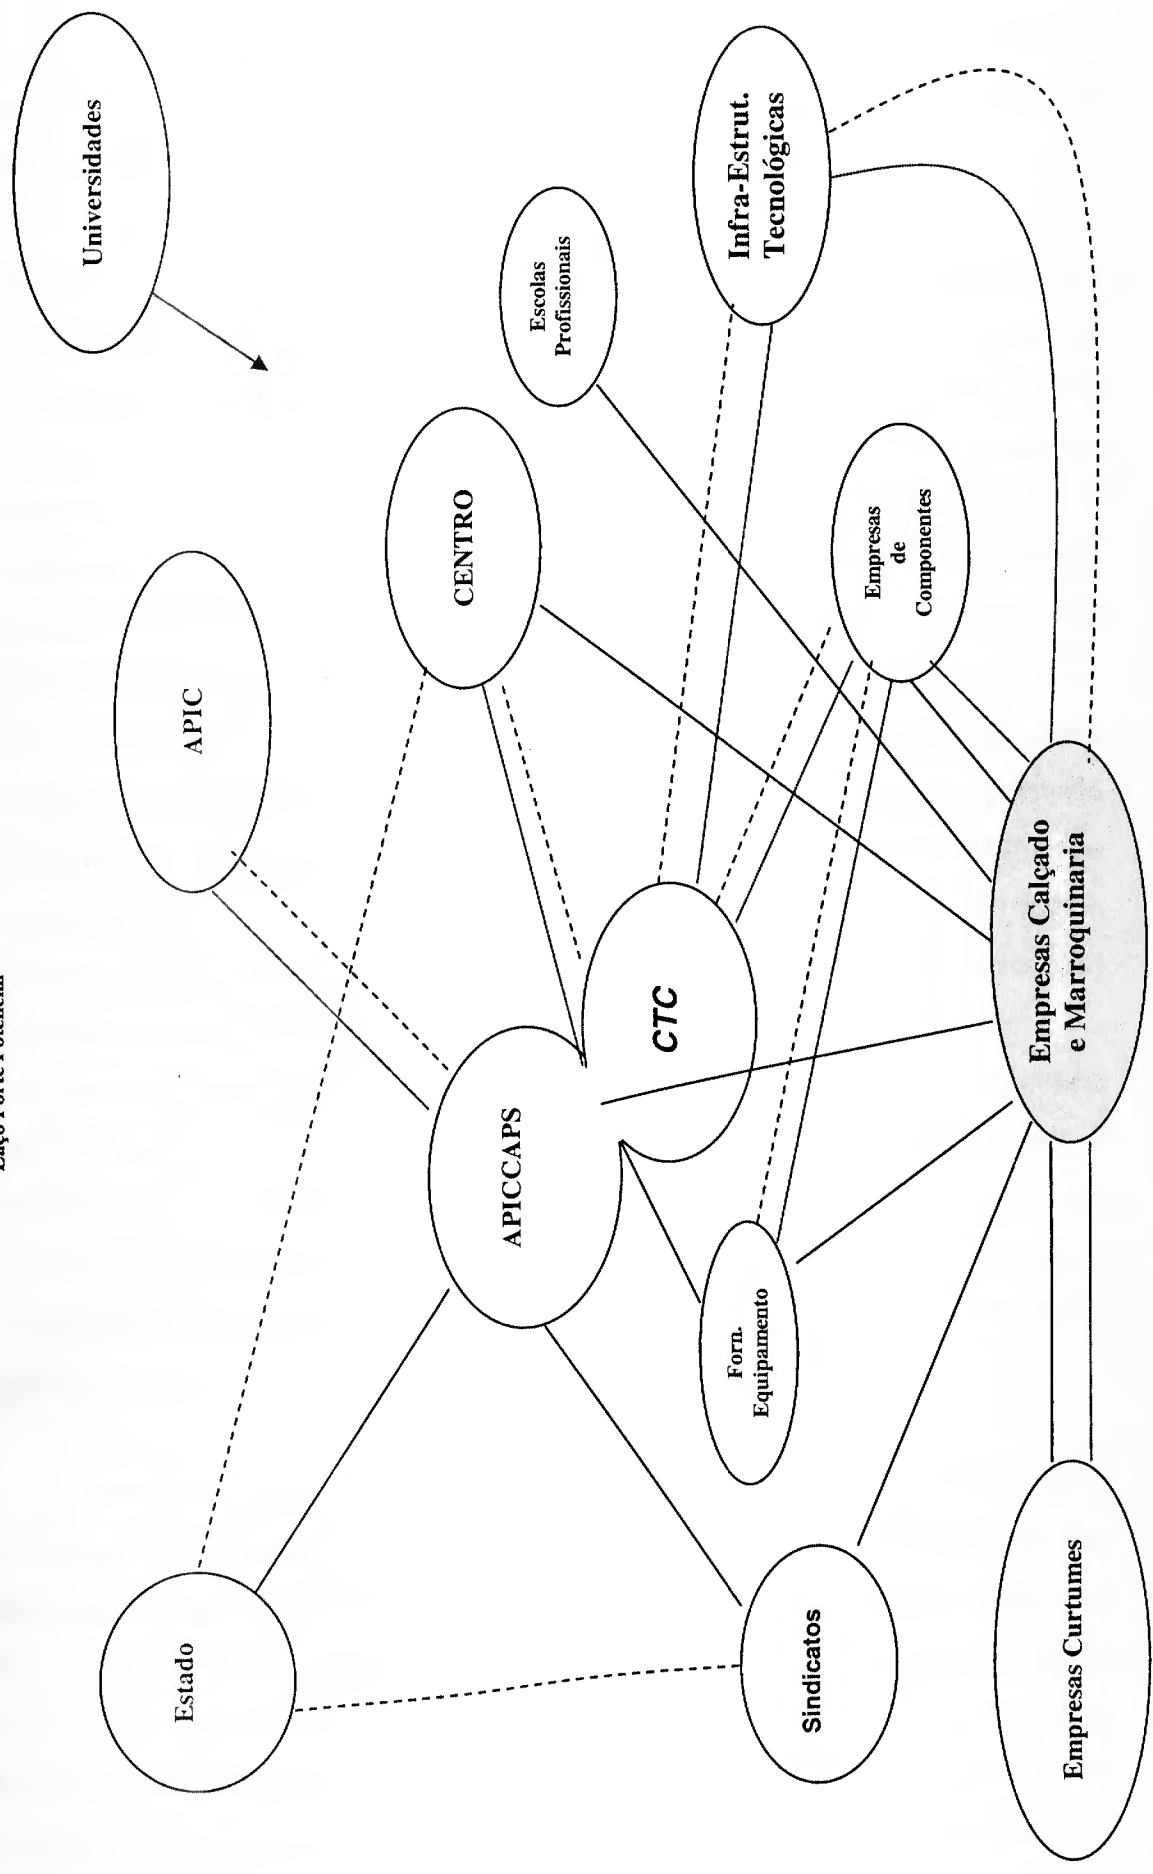 Laço Forte Potencial
Universidades
Estado
APIC
CENTRO
APICCAPS
Escolas
Profissionais
CTC
Forn.
Equipamento
Infra-Estrut.
Tecnológicas
Sindicatos
Empresas
de
Componentes
Empresas Calçado
e Marroquinaria
Empresas Curtumes